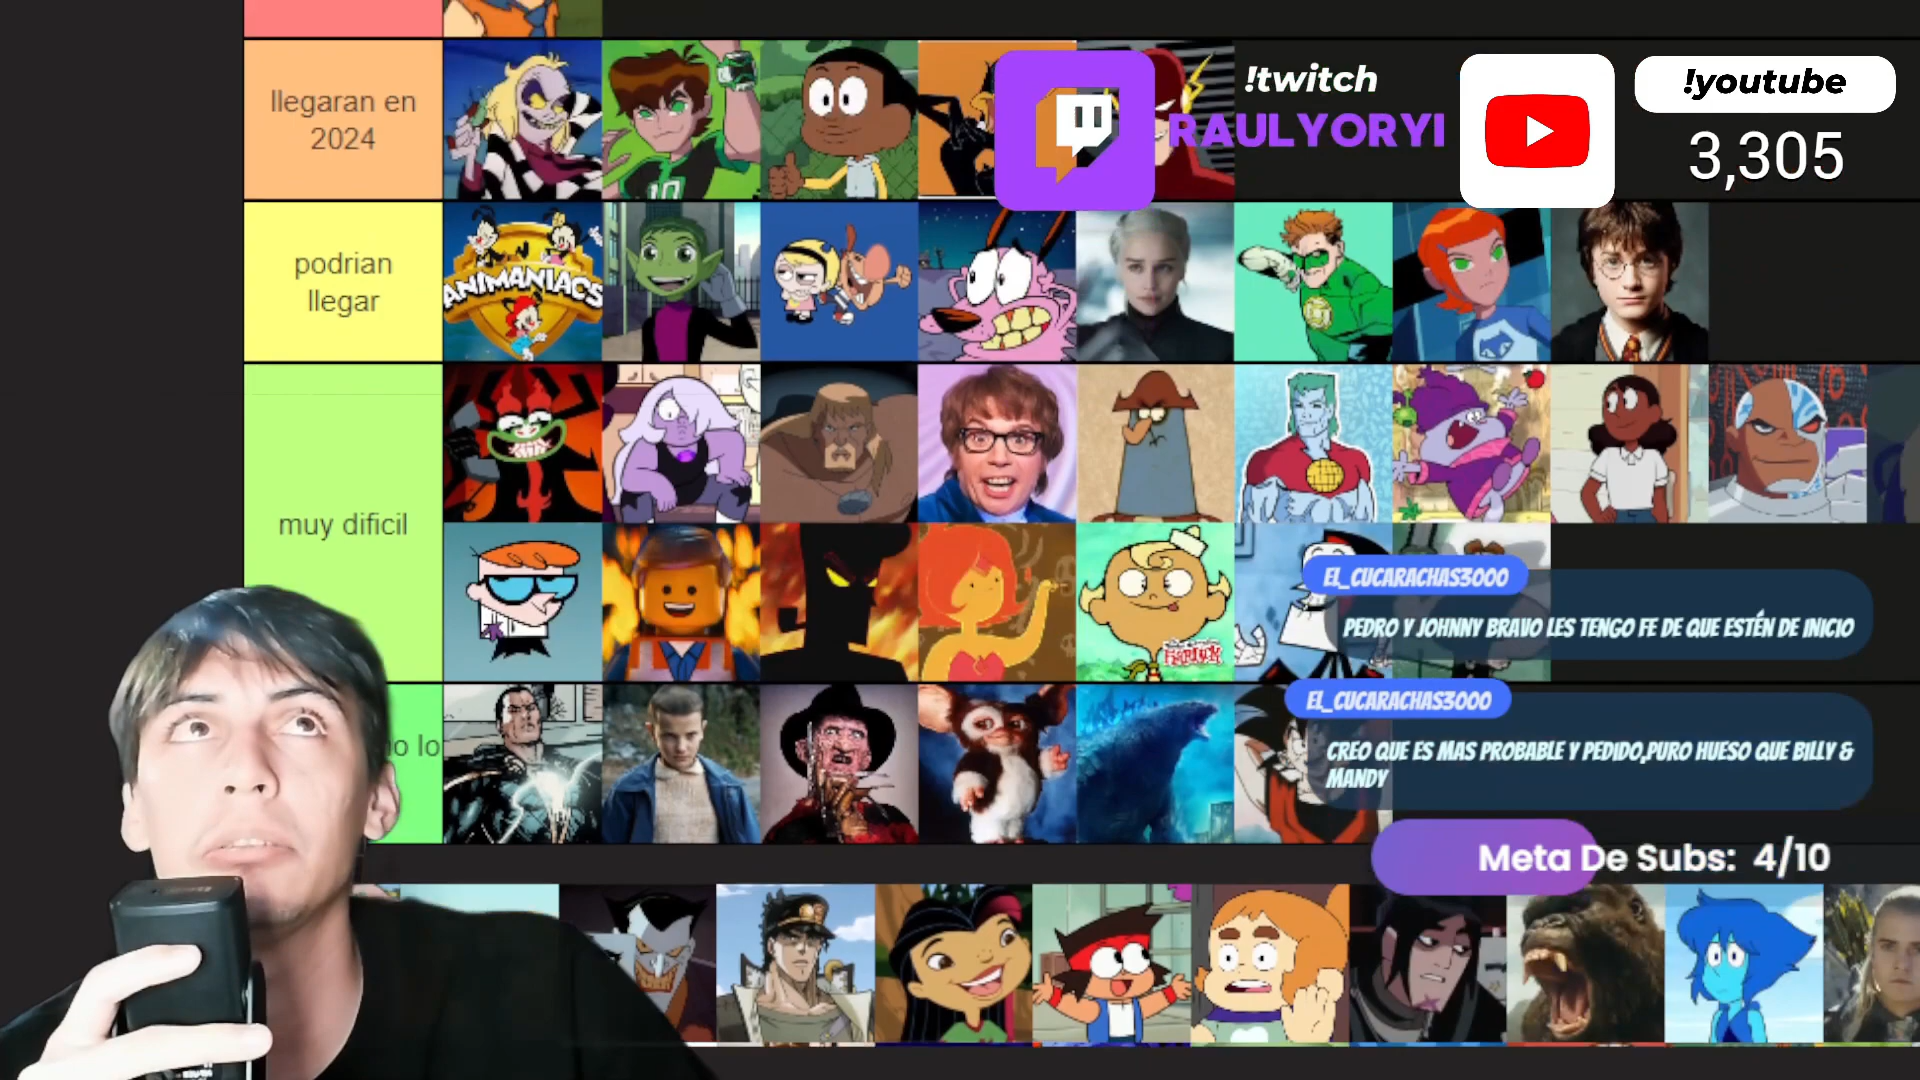 llegaran en
2024
!twitch
RAULYORYI
!youtube
3,305
podrian
llegar
ANIMANIACS
10
muy dificil
EL_CUCARACHAS3000
PEDRO Y JOHNNY BRAVO LES TENGO FE DE QUE ESTÉN DE INICIO
EL_CUCARACHAS3000
CREO QUE ES MAS PROBABLE Y PEDIDO,PURO HUESO QUE BILLY &
MANDY
lo
Meta De Subs: 4/10